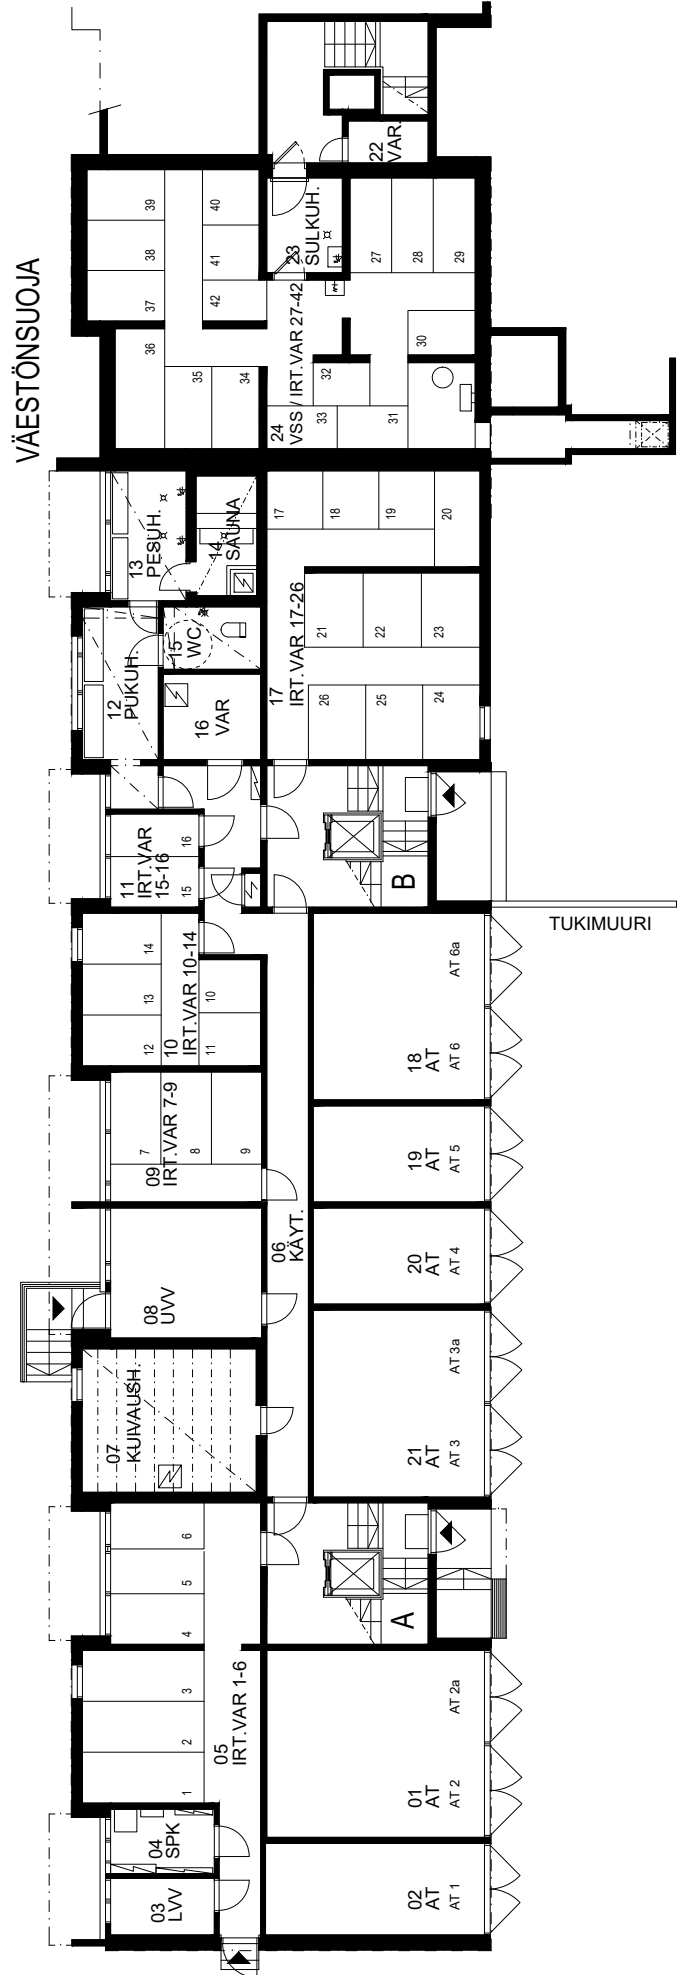 VÄESTÖNSUOJA
22
VAR.
39
38
37
40
41
42
23
SULKUH.
27
28
29
30
36
35
34
24
VSS / IRT.VAR 27-42
32
33
31
13
PESUH.
14
SAUNA
17
18
19
20
12
PUKUH.
15
WC
16
VAR
17
IRT.VAR 17-26
21
22
23
26
25
24
11
IRT.VAR
15-16
16
15
B
TUKIMUURI
14
13
12
10
IRT.VAR 10-14
10
11
18
AT
AT 6a
AT 6
09
IRT.VAR 7-9
7
8
9
19
AT
AT 5
06
KÄYT.
08
UVV
20
AT
AT 4
07
KUIVAUSH.
21
AT
AT 3a
AT 3
6
5
4
A
3
2
1
05
IRT.VAR 1-6
01
AT
AT 2a
AT 2
04
SPK
03
LVV
02
AT
AT 1